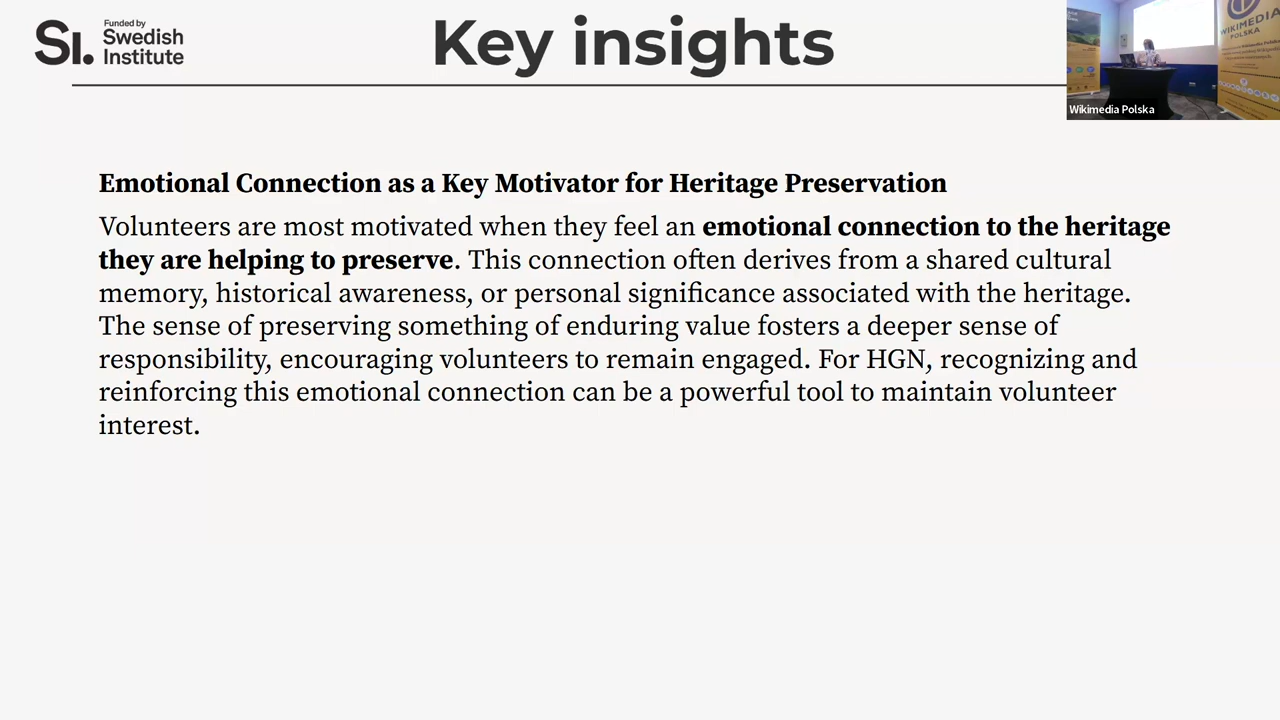 Funded by
SI. Swedish
Institute
Key insights
WIKIMEDIA
POLSKA
Wikimedia Polska
Emotional Connection as a Key Motivator for Heritage Preservation
Volunteers are most motivated when they feel an emotional connection to the heritage
they are helping to preserve. This connection often derives from a shared cultural
memory, historical awareness, or personal significance associated with the heritage.
The sense of preserving something of enduring value fosters a deeper sense of
responsibility, encouraging volunteers to remain engaged. For HGN, recognizing and
reinforcing this emotional connection can be a powerful tool to maintain volunteer
interest.